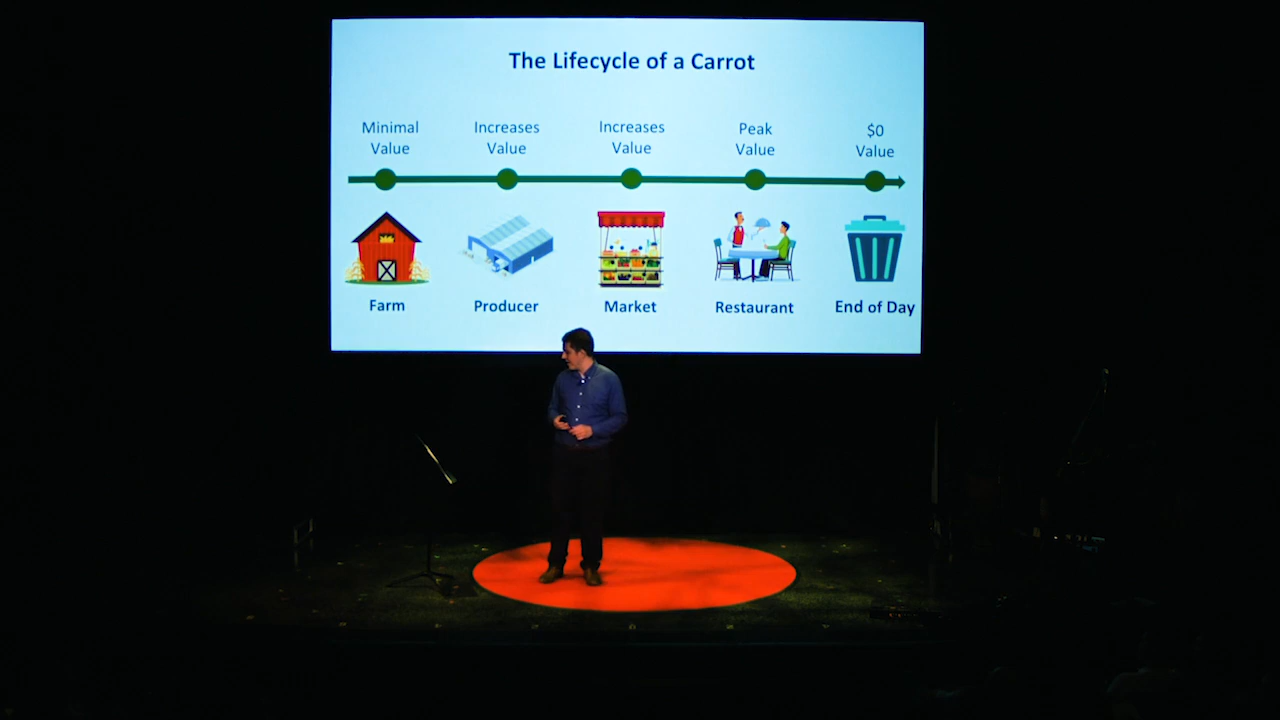 The Lifecycle of a Carrot
Minimal
Value
Increases
Value
Increases
Value
Peak
Value
$0
Value
Farm
Producer
Market
Restaurant
End of Day